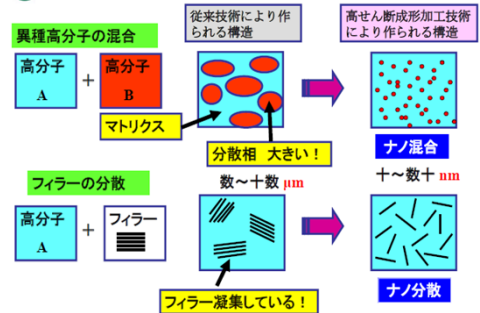 従来技術により作
られる構造
高せん断成形加工技術
により作られる構造
異種高分子の混合
高分子
A
+
高分子
B
マトリクス
分散相 大きい！
ナノ混合
数～十数 μm
十～数十 nm
フィラーの分散
高分子
A
+
フィラー
フィラー凝集している！
ナノ分散